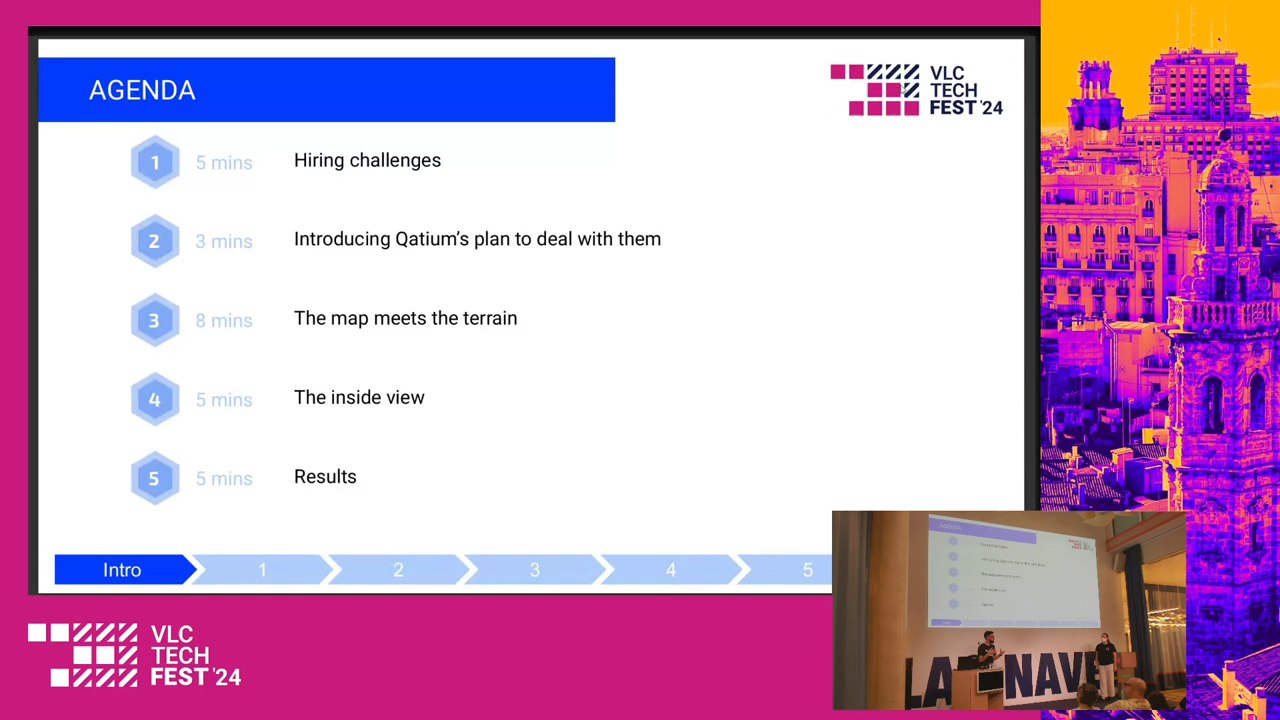 AGENDA
VLC
TECH
FEST '24
1 5 mins Hiring challenges
2 3 mins Introducing Qatium's plan to deal with them
3 8 mins The map meets the terrain
4 5 mins The inside view
5 5 mins Results
Intro 1 2 3 4 5
VLC
TECH
FEST '24
LA NAVE